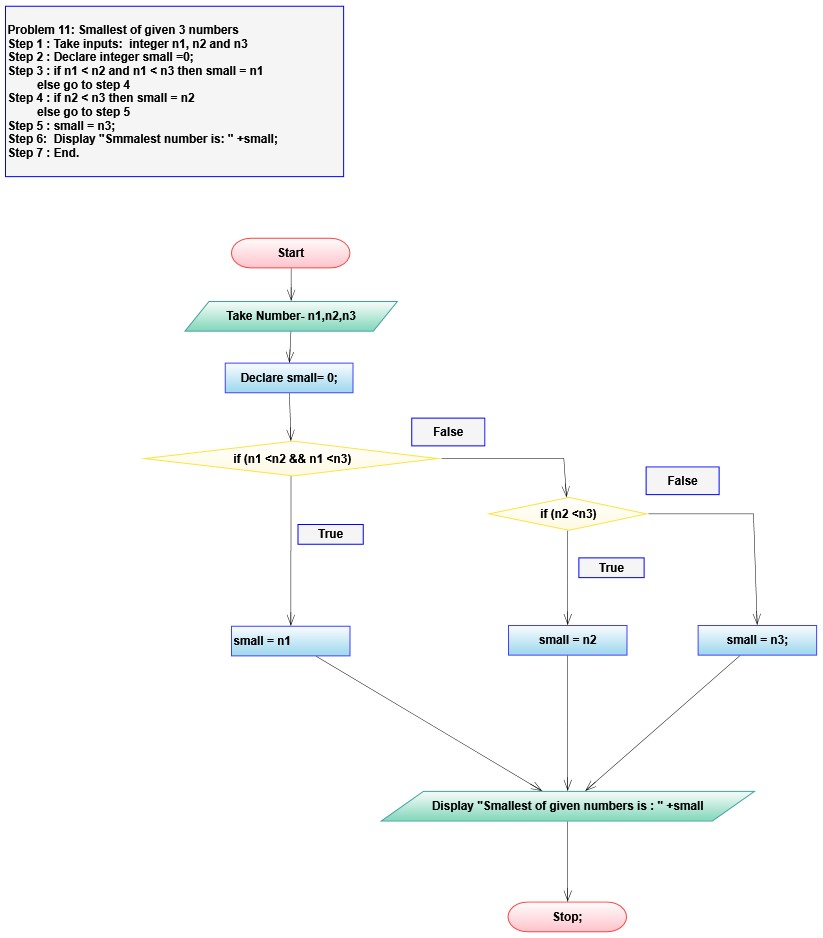 Problem 11: Smallest of given 3 numbers
Step 1 : Take inputs:  integer n1, n2 and n3
Step 2 : Declare integer small =0;
Step 3 : if n1 < n2 and n1 < n3 then small = n1
else go to step 4
Step 4 : if n2 < n3 then small = n2
else go to step 5
Step 5 : small = n3;
Step 6:  Display "Smmalest number is: " +small;
Step 7 : End.
Start
Take Number- n1,n2,n3
Declare small= 0;
False
if (n1 <n2 && n1 <n3)
False
if (n2 <n3)
True
True
small = n1
small = n2
small = n3;
Display "Smallest of given numbers is : " +small
Stop;